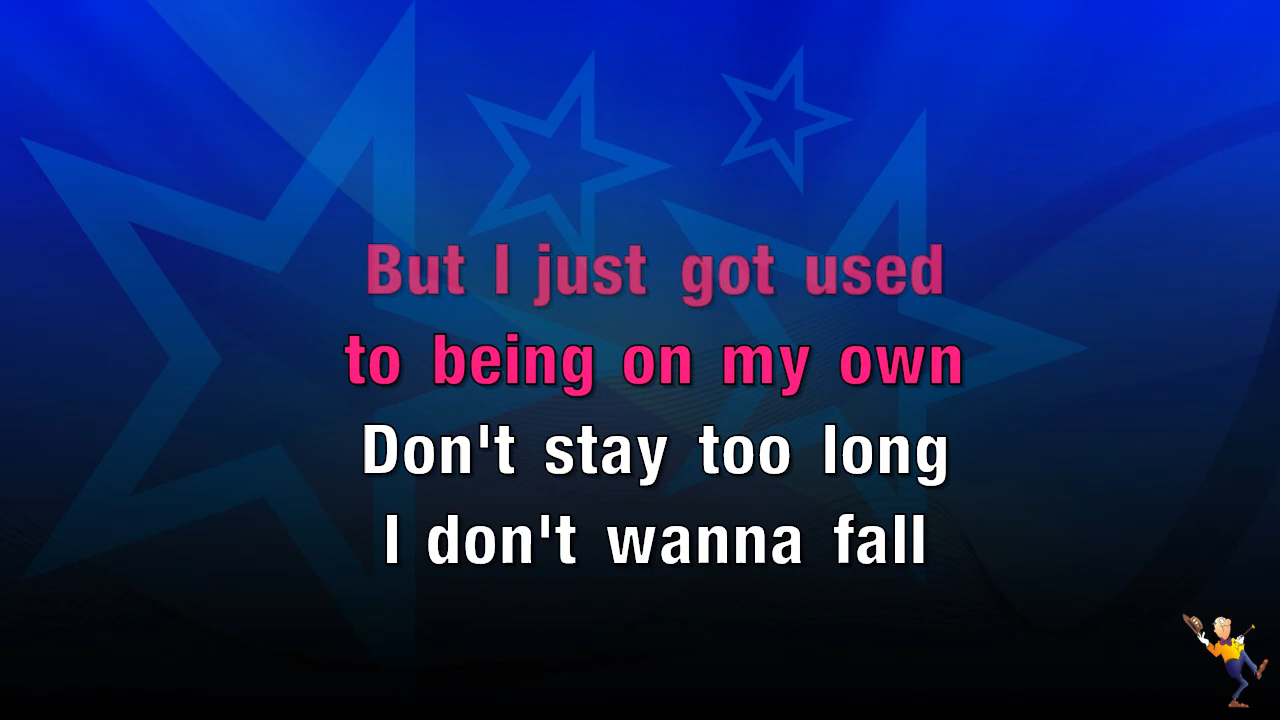 But I just got used
to being on my own
Don't stay too long
I don't wanna fall